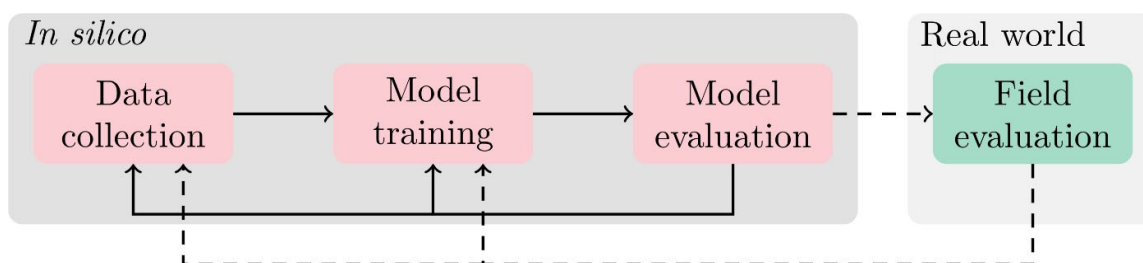 In silico
Real world
Data
collection
Model
training
Model
evaluation
Field
evaluation